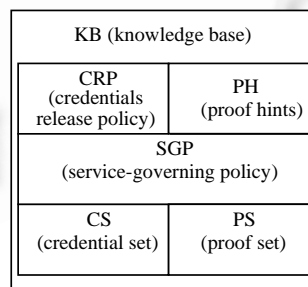 KB (knowledge base)
CRP
(credentials
release policy)
PH
(proof hints)
SGP
(service-governing policy)
CS
(credential set)
PS
(proof set)